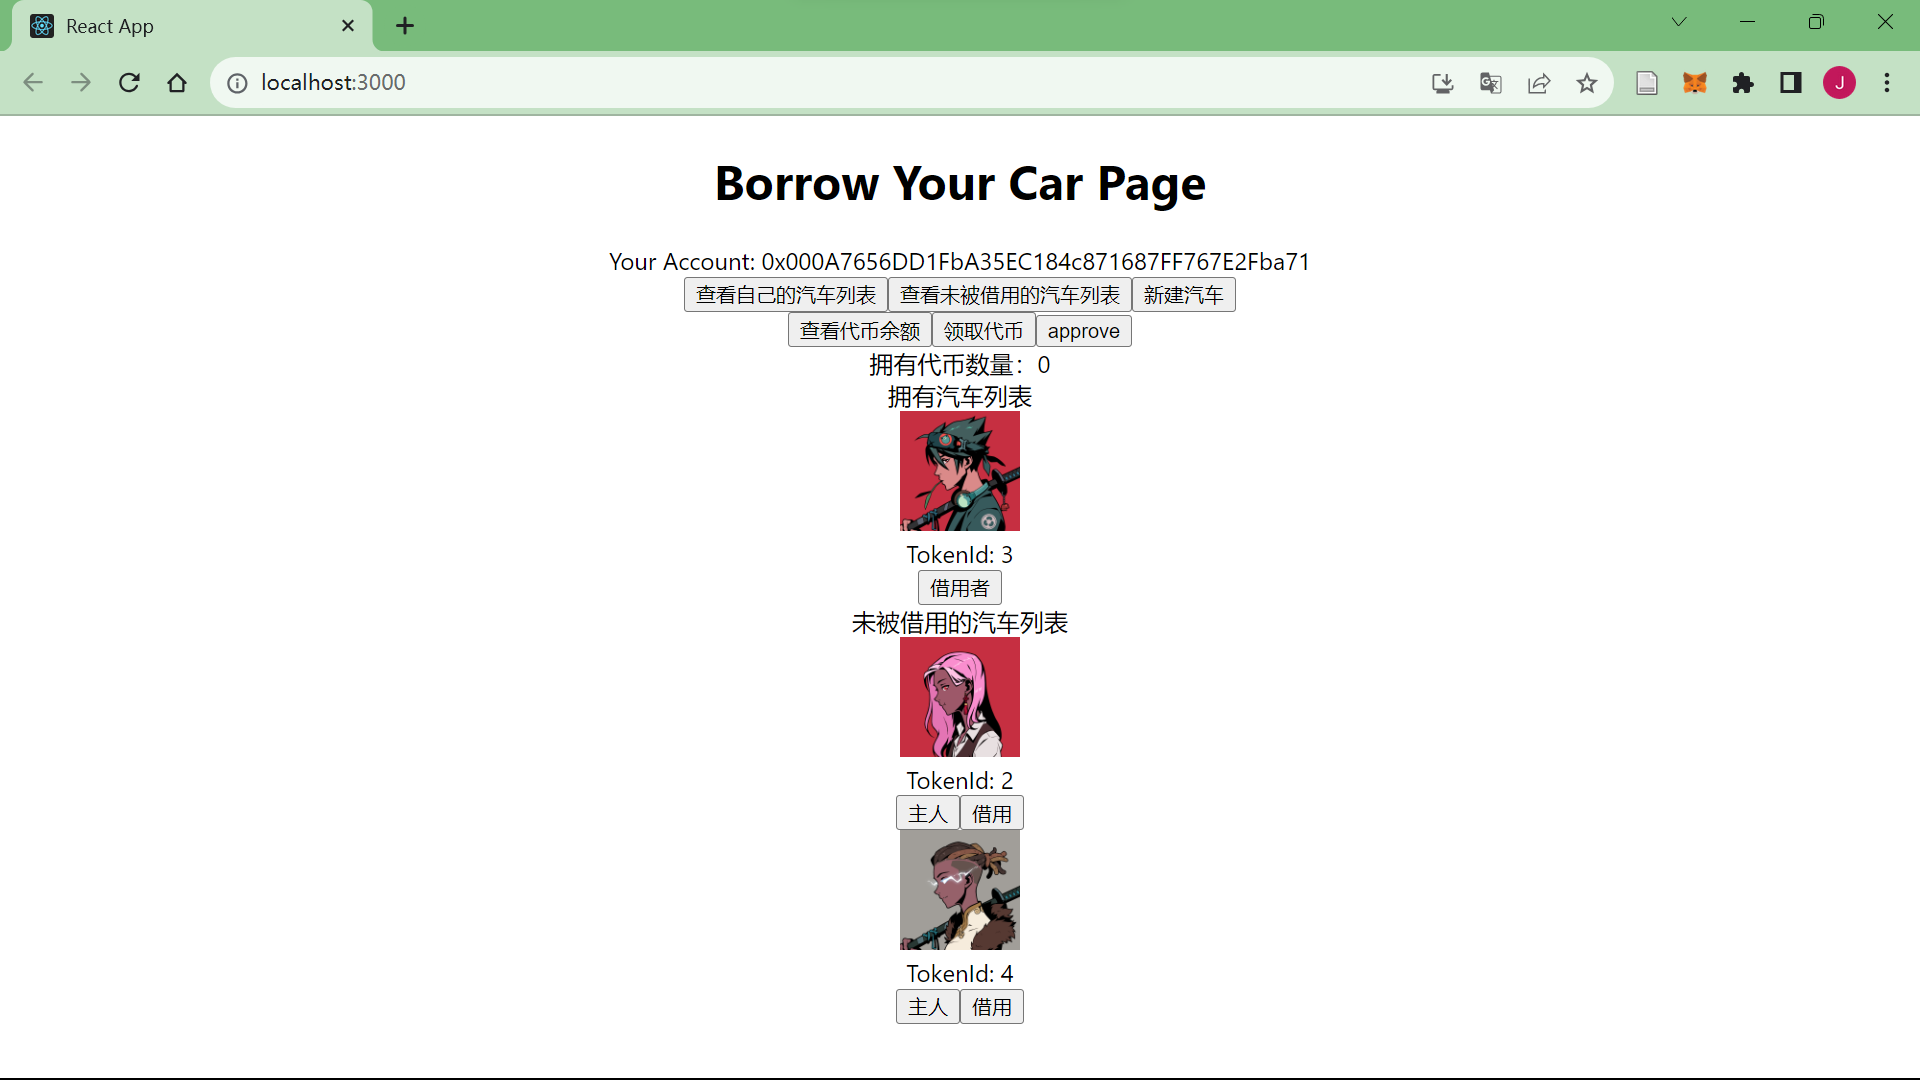 React App
localhost:3000
J
Borrow Your Car Page
Your Account: 0x000A7656DD1FbA35EC184c871687FF767E2Fba71
查看自己的汽车列表 查看未被借用的汽车列表 新建汽车
查看代币余额 领取代币 approve
拥有代币数量：0
拥有汽车列表
TokenId: 3
借用者
未被借用的汽车列表
TokenId: 2
主人 借用
TokenId: 4
主人 借用